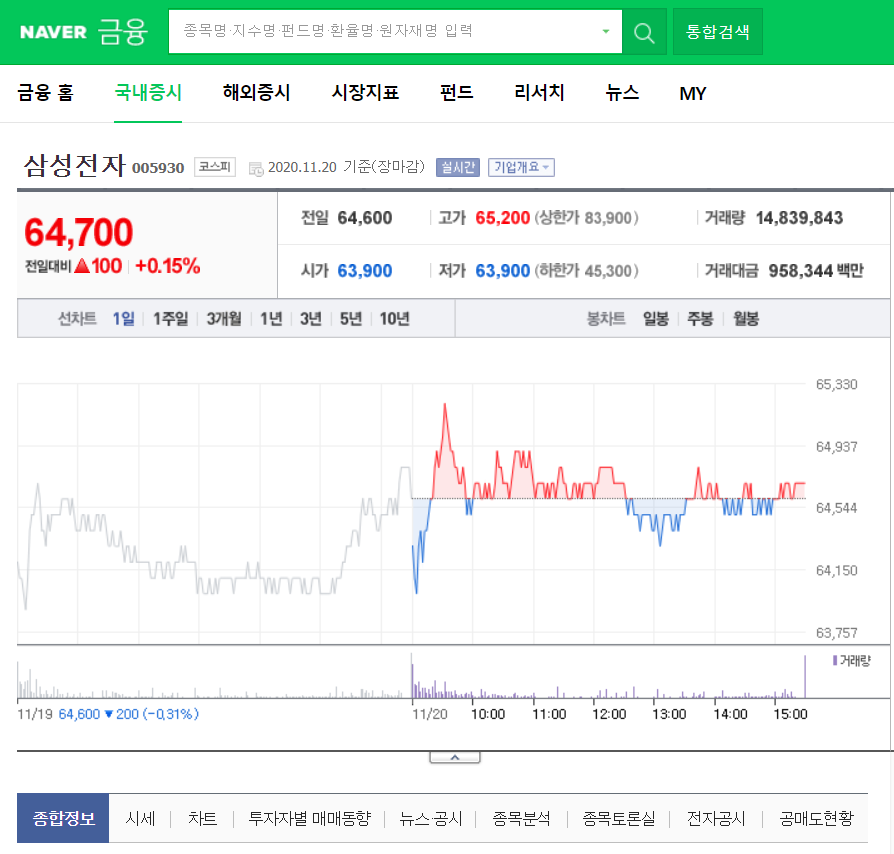 NAVER 금융 종목명·지수명·펀드명·환율명·원자재명 입력 통합검색
금융 홈 국내증시 해외증시 시장지표 펀드 리서치 뉴스 MY
삼성전자 005930 코스피 2020.11.20 기준(장마감) 실시간 기업개요
64,700
전일대비 ▲100 +0.15%
전일 64,600 고가 65,200 (상한가 83,900) 거래량 14,839,843
시가 63,900 저가 63,900 (하한가 45,300) 거래대금 958,344 백만
선차트 1일 1주일 3개월 1년 3년 5년 10년 봉차트 일봉 주봉 월봉
65,330
64,937
64,544
64,150
63,757
거래량
11/19 64,600 ▼200 (-0.31%) 11/20 10:00 11:00 12:00 13:00 14:00 15:00
종합정보 시세 차트 투자자별 매매동향 뉴스·공시 종목분석 종목토론실 전자공시 공매도현황